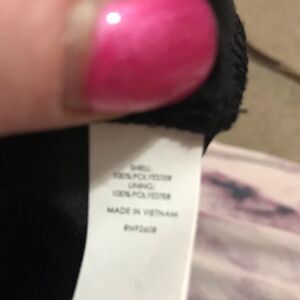 SHELL:
100% POLYESTER
LINING:
100% POLYESTER
MADE IN VIETNAM
RN92608